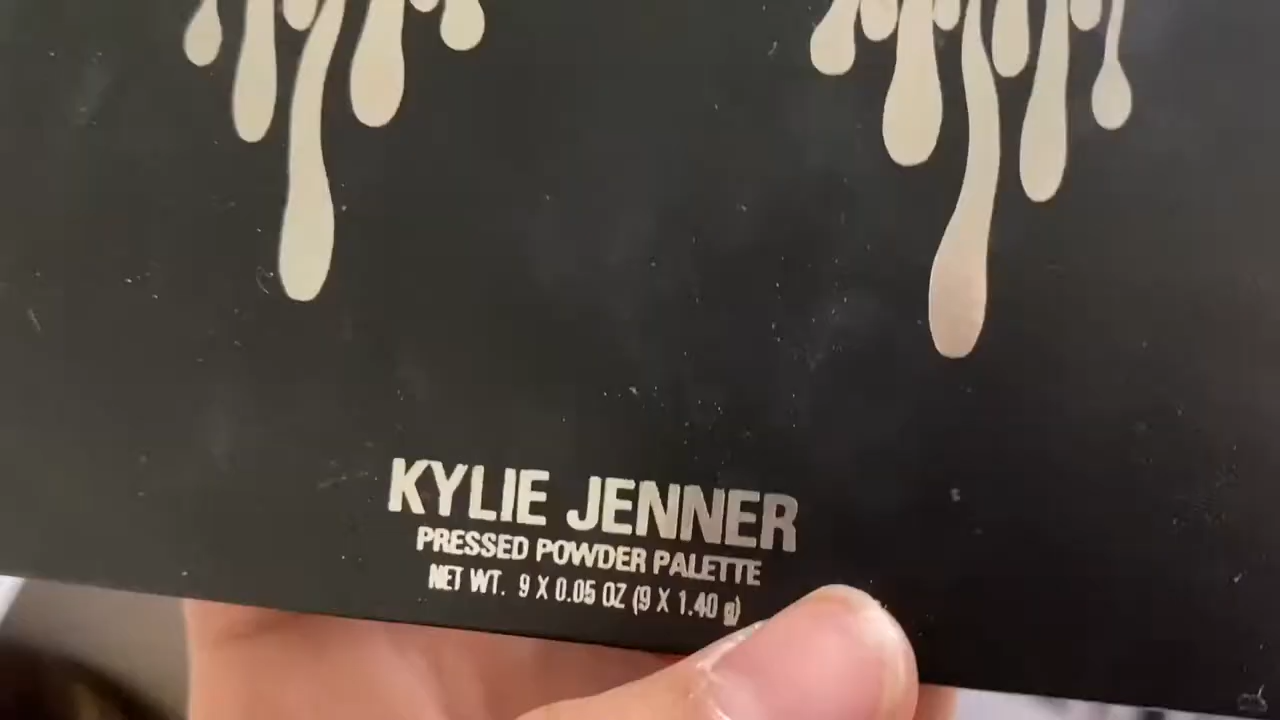 KYLIE JENNER
PRESSED POWDER PALETTE
NET WT. 9 X 0.05 OZ (9 X 1.40 g)